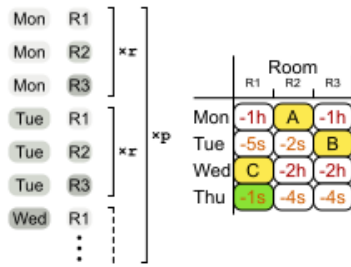 Mon R1
Mon R2
Mon R3
×r
Tue R1
Tue R2
Tue R3
×r
Wed R1
×p
Room
R1 R2 R3
Mon -1h A -1h
Tue -5s -2s B
Wed C -2h -2h
Thu -1s -4s -4s